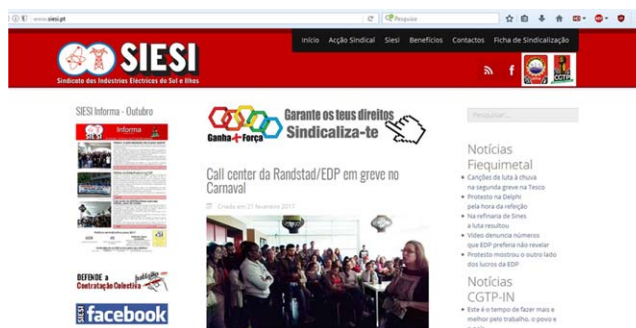 www.siesi.pt
Pesquise
Início Acção Sindical Siesi Benefícios Contactos Ficha de Sindicalização
SIESI
Sindicato das Indústrias Eléctricas do Sul e Ilhas
CGTP
SIESI Informa - Outubro
Informa
SIESI
Garante os teus direitos
Sindicaliza-te
Ganha+Força
Pesquisar...
Call center da Randstad/EDP em greve no
Carnaval
Criado em 21 fevereiro 2017
Notícias
Fiequimetal
Canções de luta à chuva
na segunda greve na Tesco
Protesto na Delphi
pela hora da refeição
Na refinaria de Sines
a luta resultou
Vídeo denuncia números
que EDP preferia não revelar
Protesto mostrou o outro lado
dos lucros da EDP
Notícias
CGTP-IN
Este é o tempo de fazer mais e
melhor pelo trabalho, o povo e
DEFENDE a
Contratação Colectiva
SIESI
facebook